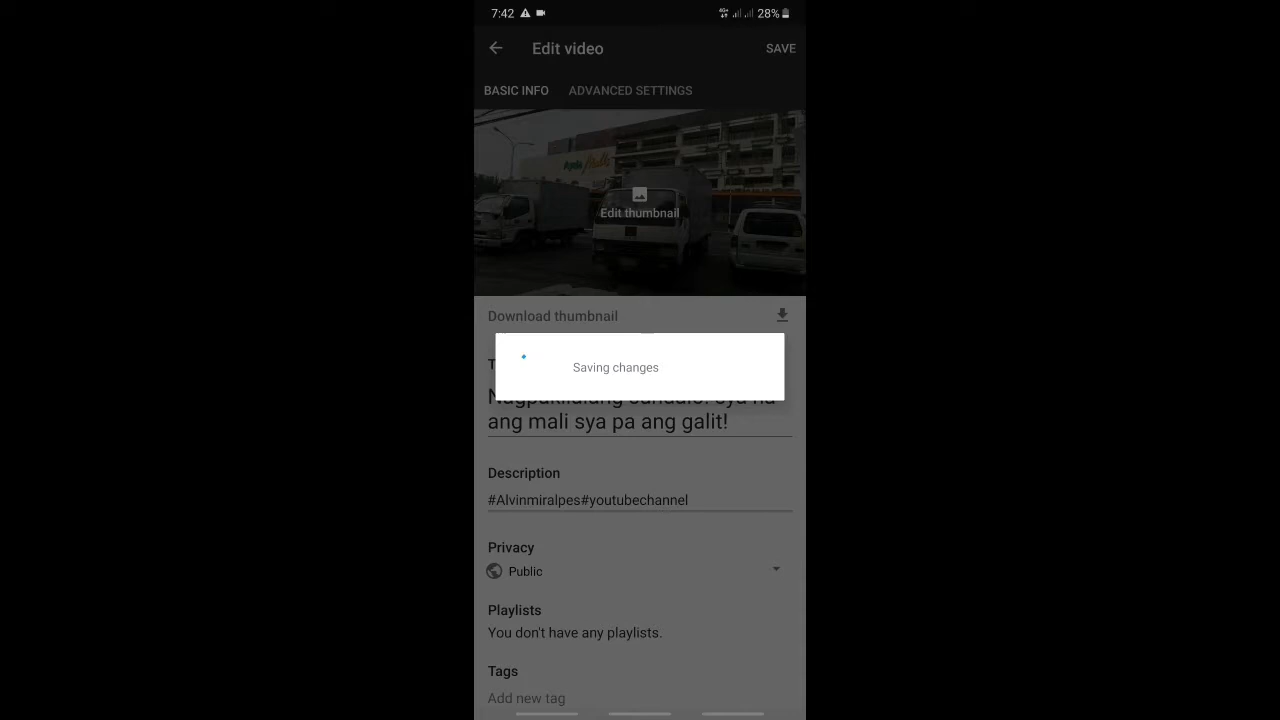 7:42
4G+
28%
Edit video
SAVE
BASIC INFO
ADVANCED SETTINGS
Edit thumbnail
Download thumbnail
Saving changes
ang mali sya pa ang galit!
Description
#Alvinmiralpes#youtubechannel
Privacy
Public
Playlists
You don't have any playlists.
Tags
Add new tag